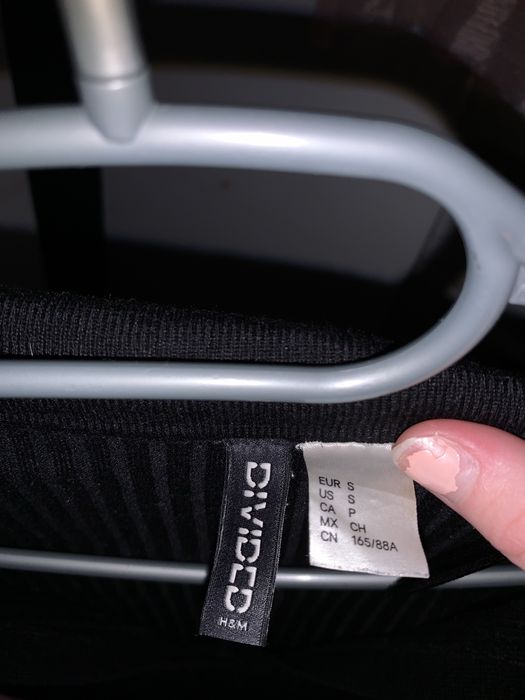 DIVIDED
H&M
EUR S
US S
CA P
MX CH
CN 165/88A